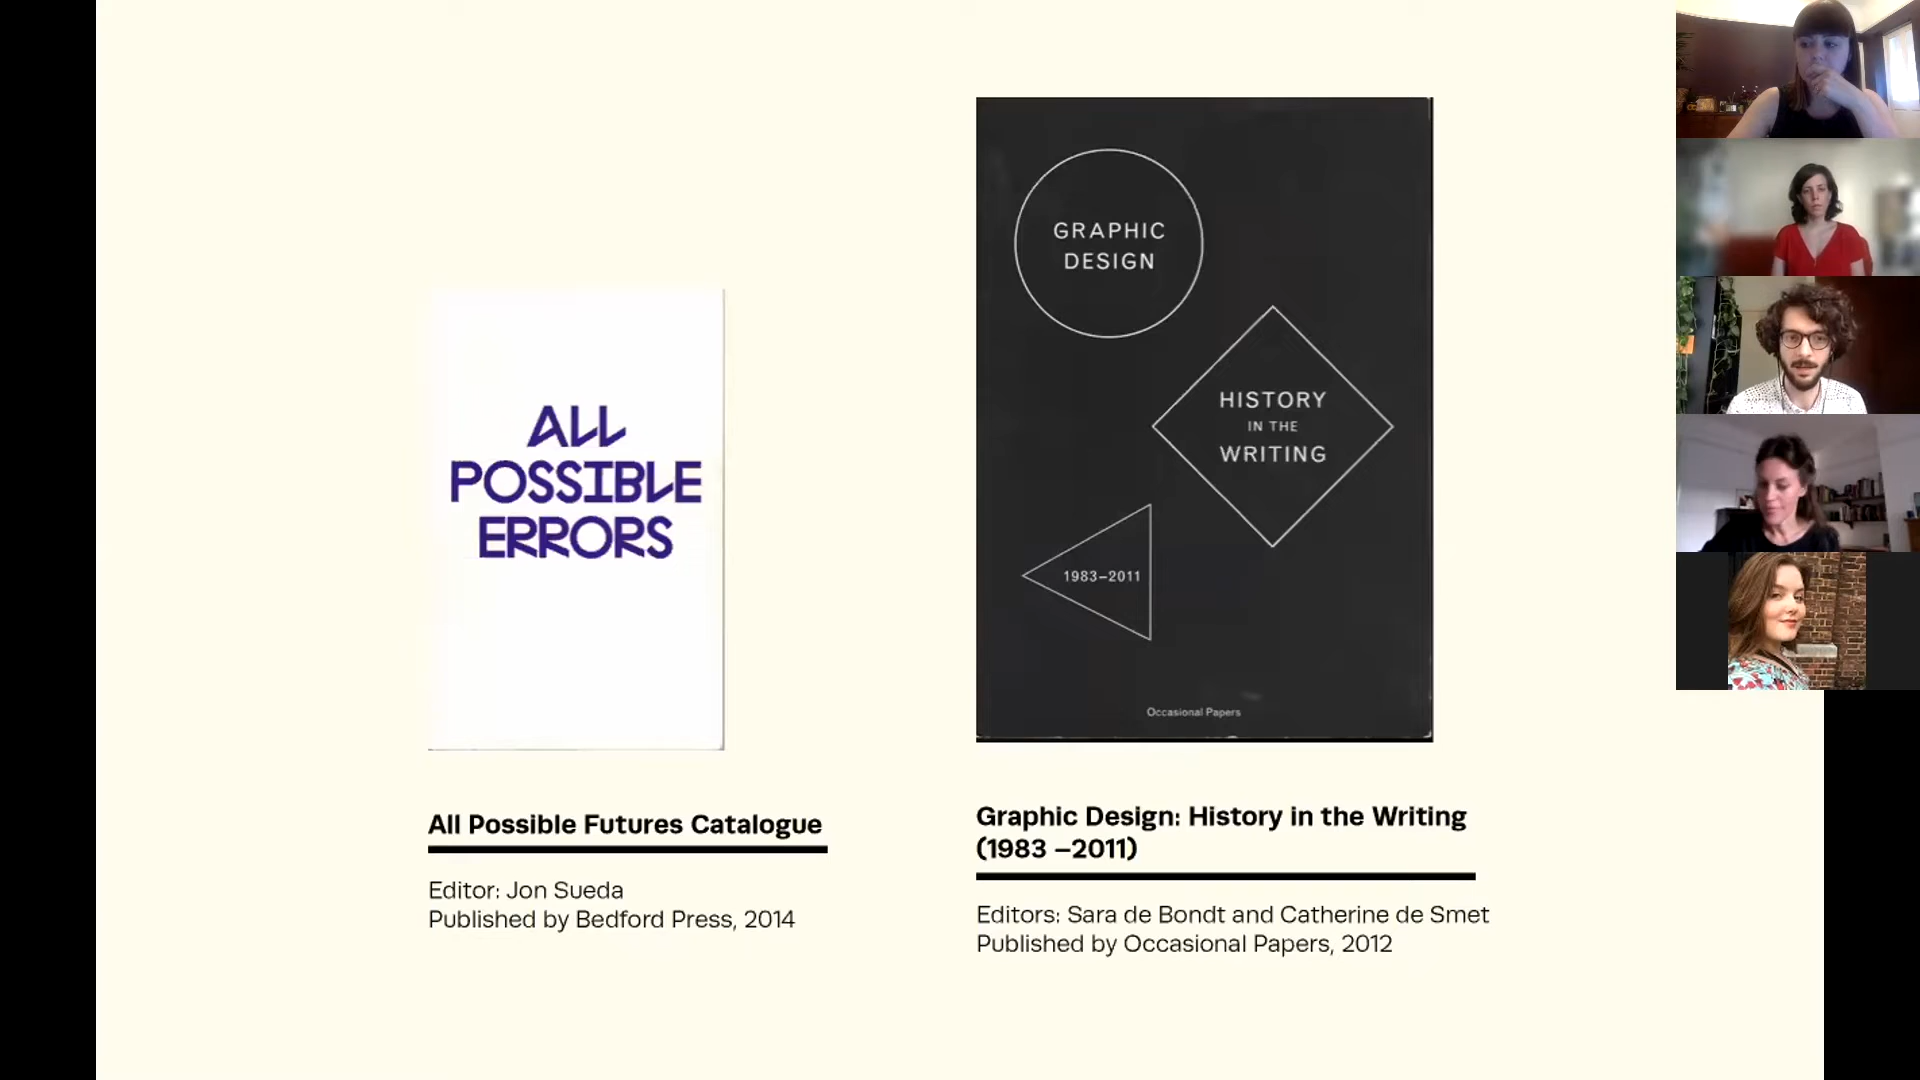 ALL
POSSIBLE
ERRORS
All Possible Futures Catalogue
Editor: Jon Sueda
Published by Bedford Press, 2014
GRAPHIC
DESIGN
HISTORY
IN THE
WRITING
1983–2011
Occasional Papers
Graphic Design: History in the Writing
(1983 –2011)
Editors: Sara de Bondt and Catherine de Smet
Published by Occasional Papers, 2012